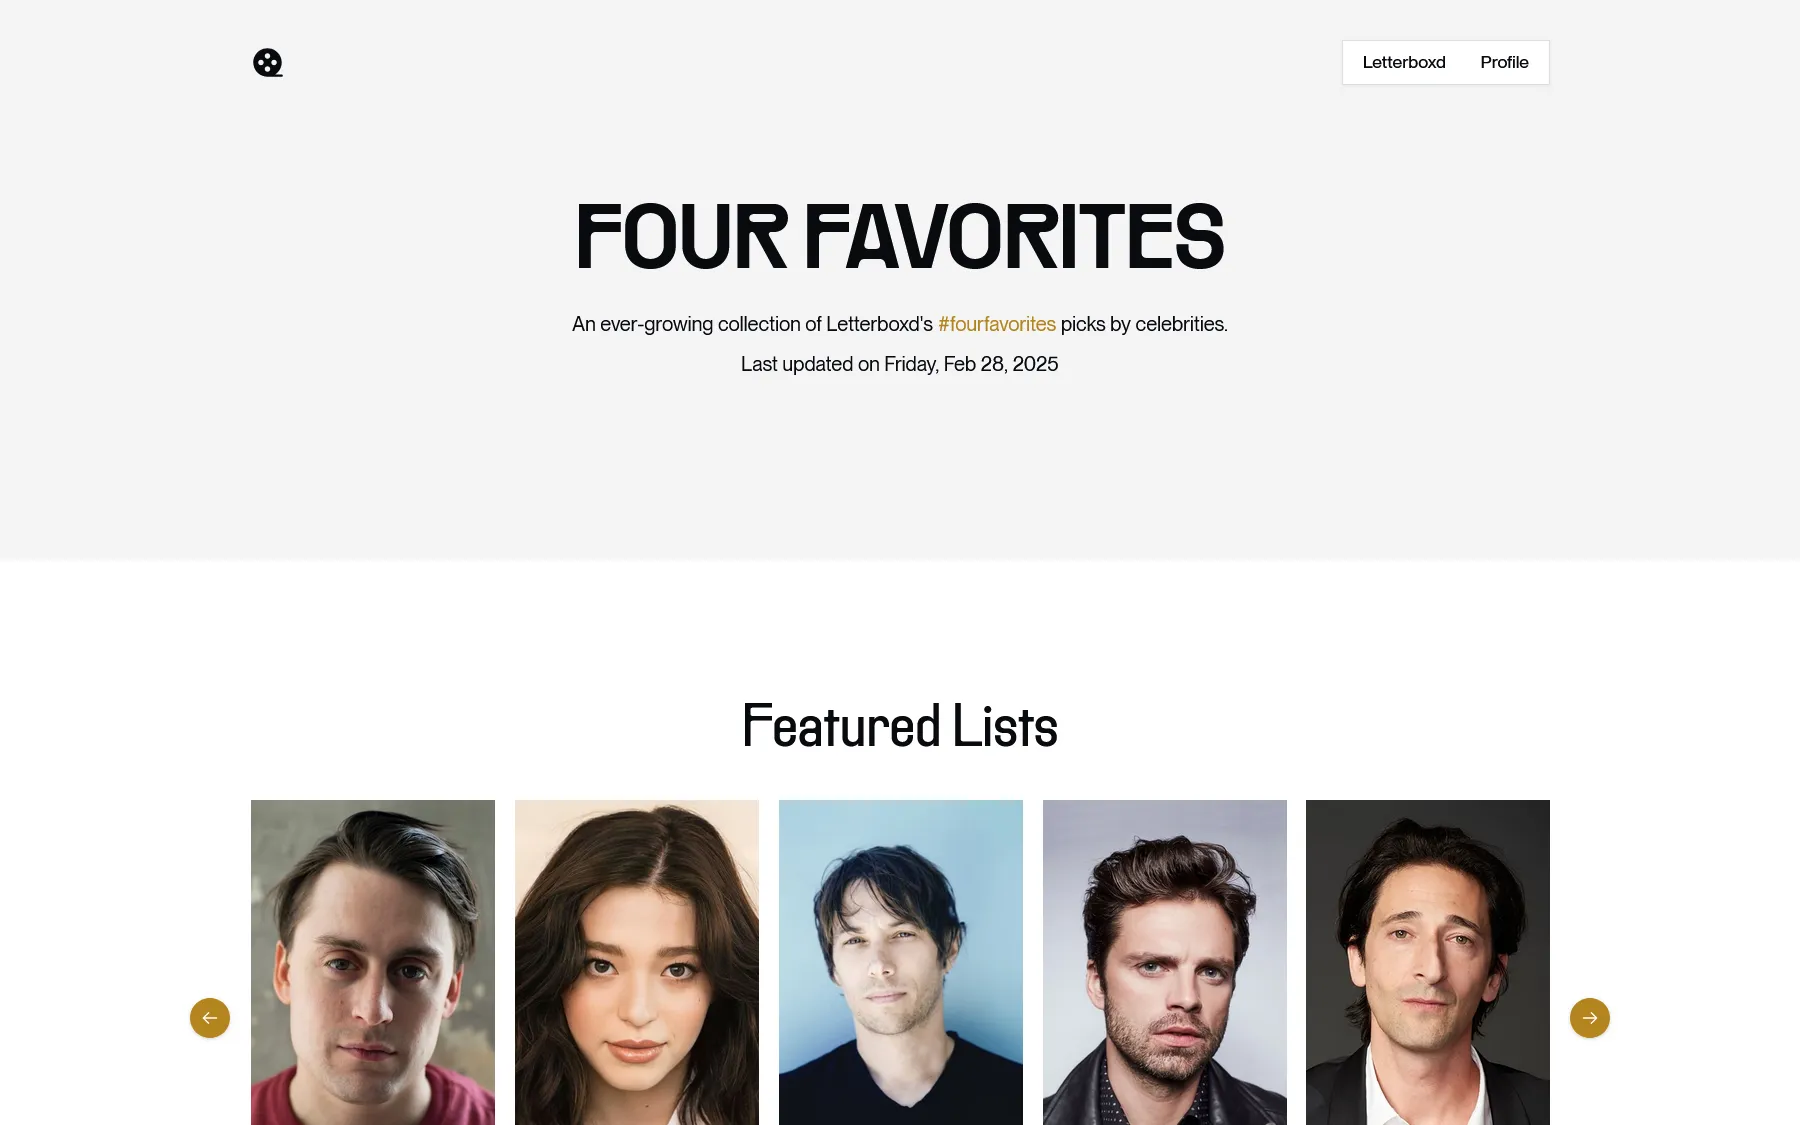 Letterboxd Profile
FOUR FAVORITES
An ever-growing collection of Letterboxd's #fourfavorites picks by celebrities.
Last updated on Friday, Feb 28, 2025
Featured Lists